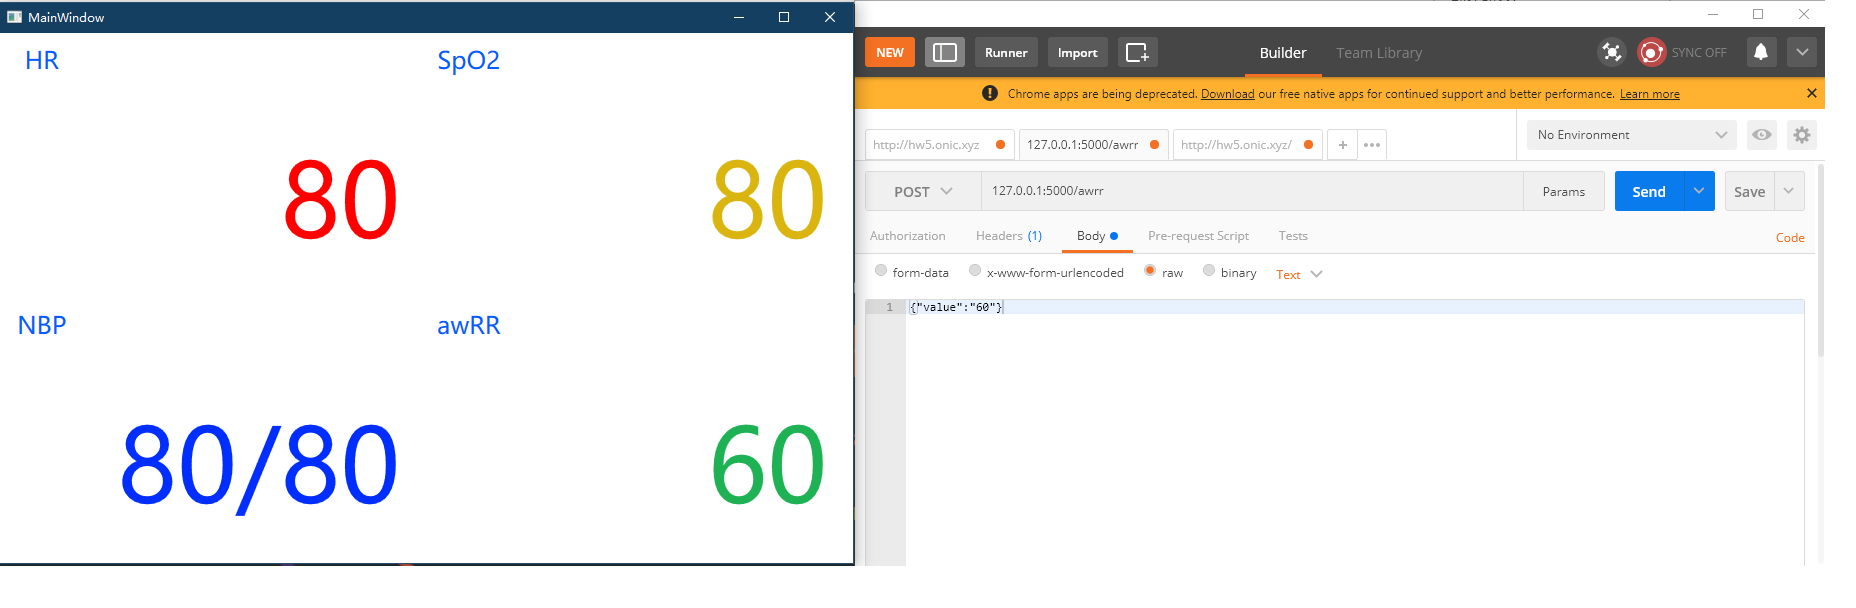 MainWindow
HR
SpO2
80
80
NBP
awRR
80/80
60
NEW
Runner
Import
Builder
Team Library
SYNC OFF
Chrome apps are being deprecated. Download our free native apps for continued support and better performance. Learn more
http://hw5.onic.xyz
127.0.0.1:5000/awrr
http://hw5.onic.xyz/
No Environment
POST
127.0.0.1:5000/awrr
Params
Send
Save
Authorization
Headers (1)
Body
Pre-request Script
Tests
Code
form-data
x-www-form-urlencoded
raw
binary
Text
1
{"value":"60"}